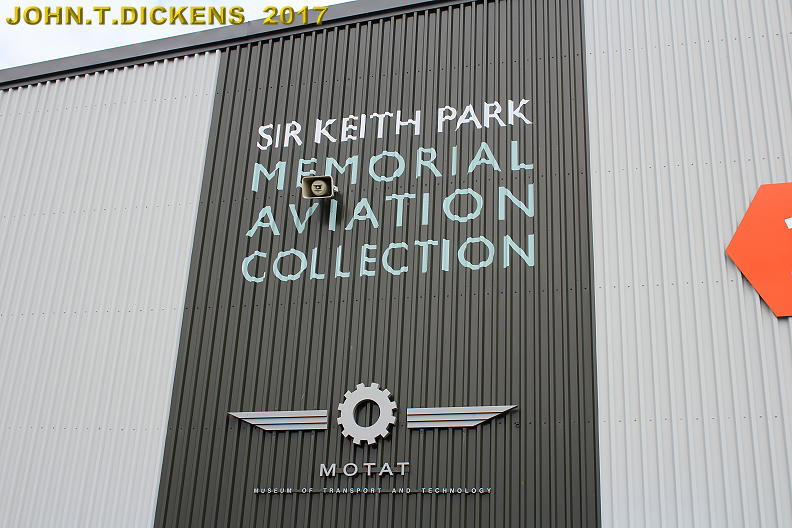 JOHN.T.DICKENS 2017
SIR KEITH PARK
MEMORIAL
AVIATION
COLLECTION
MOTAT
MUSEUM OF TRANSPORT AND TECHNOLOGY